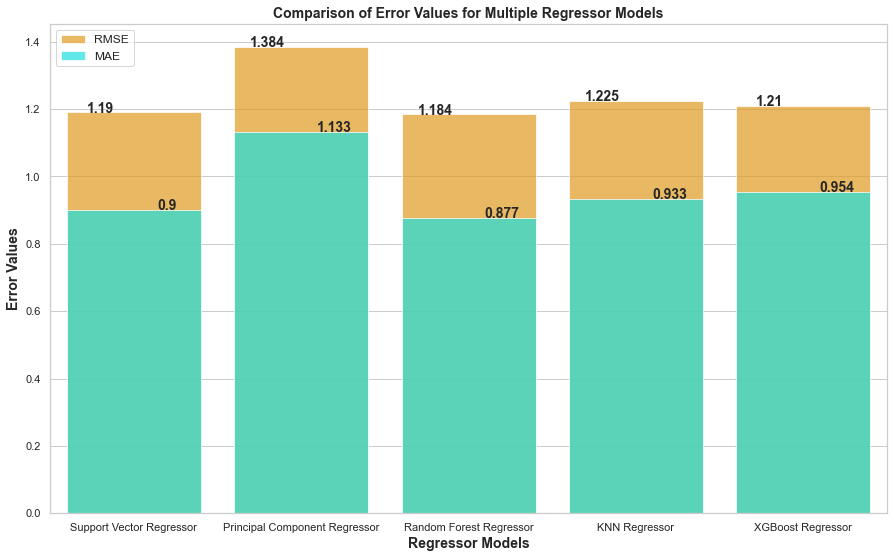 Comparison of Error Values for Multiple Regressor Models
RMSE
MAE
1.4
1.2
1.0
0.8
0.6
0.4
0.2
0.0
Error Values
1.19
0.9
1.384
1.133
1.184
0.877
1.225
0.933
1.21
0.954
Support Vector Regressor
Principal Component Regressor
Random Forest Regressor
KNN Regressor
XGBoost Regressor
Regressor Models